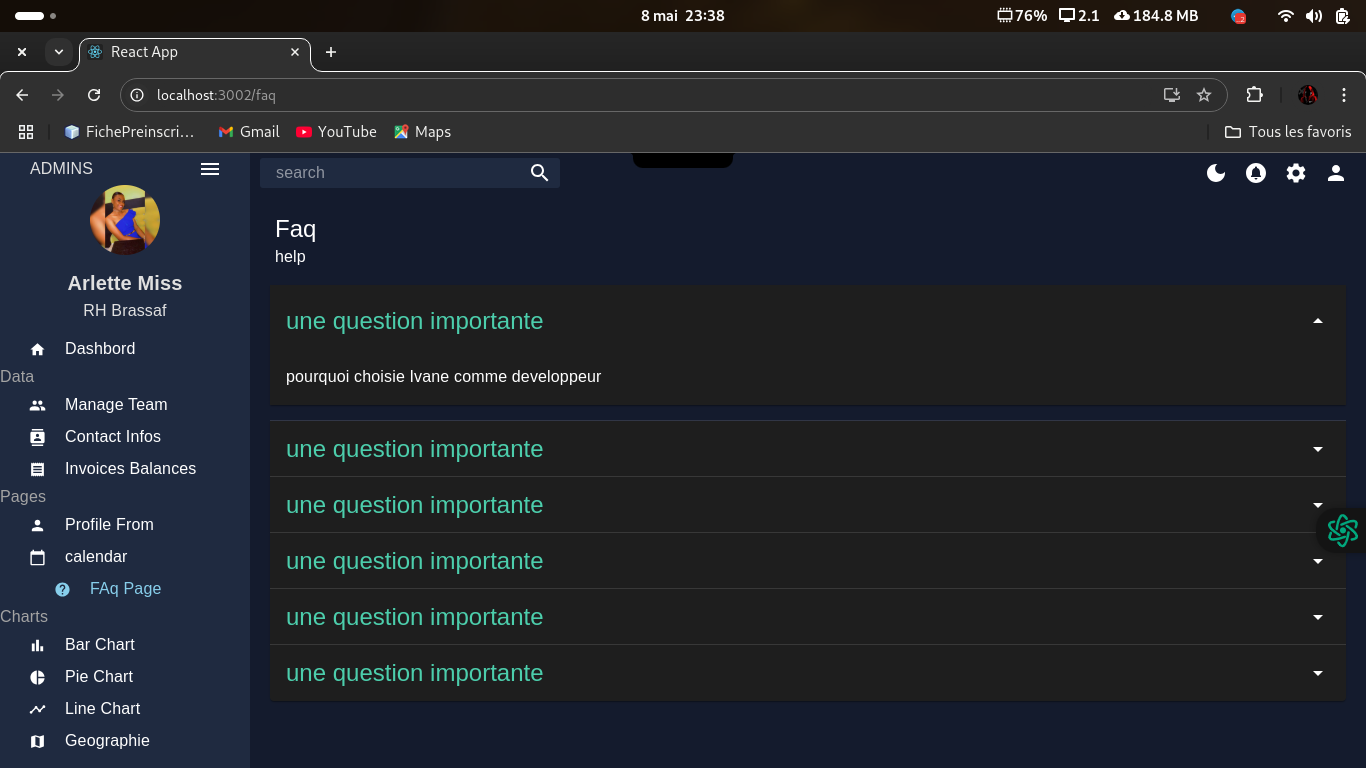 8 mai 23:38
76% 2.1 184.8 MB
React App
localhost:3002/faq
FichePreinscri... Gmail YouTube Maps Tous les favoris
ADMINS
search
Arlette Miss
RH Brassaf
Dashbord
Data
Manage Team
Contact Infos
Invoices Balances
Pages
Profile From
calendar
FAq Page
Charts
Bar Chart
Pie Chart
Line Chart
Geographie
Faq
help
une question importante
pourquoi choisie Ivane comme developpeur
une question importante
une question importante
une question importante
une question importante
une question importante